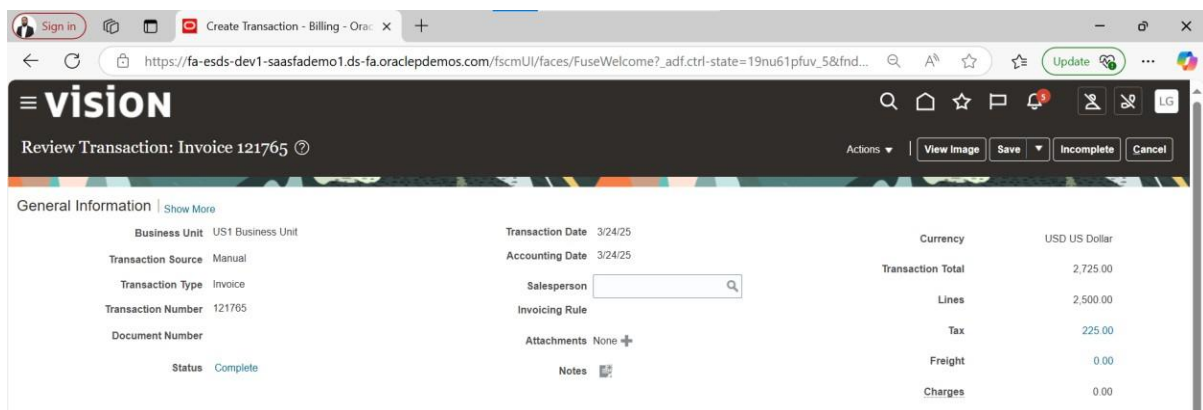 Sign in
Create Transaction - Billing - Orac
https://fa-esds-dev1-saasfademo1.ds-fa.oraclepdemos.com/fscmUI/faces/FuseWelcome?_adf.ctrl-state=19nu61pfuv_5&fnd...
Update
VISION
5
LG
Review Transaction: Invoice 121765
Actions
View Image
Save
Incomplete
Cancel
General Information | Show More
Business Unit US1 Business Unit
Transaction Source Manual
Transaction Type Invoice
Transaction Number 121765
Document Number
Status Complete
Transaction Date 3/24/25
Accounting Date 3/24/25
Salesperson
Invoicing Rule
Attachments None
Notes
Currency USD US Dollar
Transaction Total 2,725.00
Lines 2,500.00
Tax 225.00
Freight 0.00
Charges 0.00